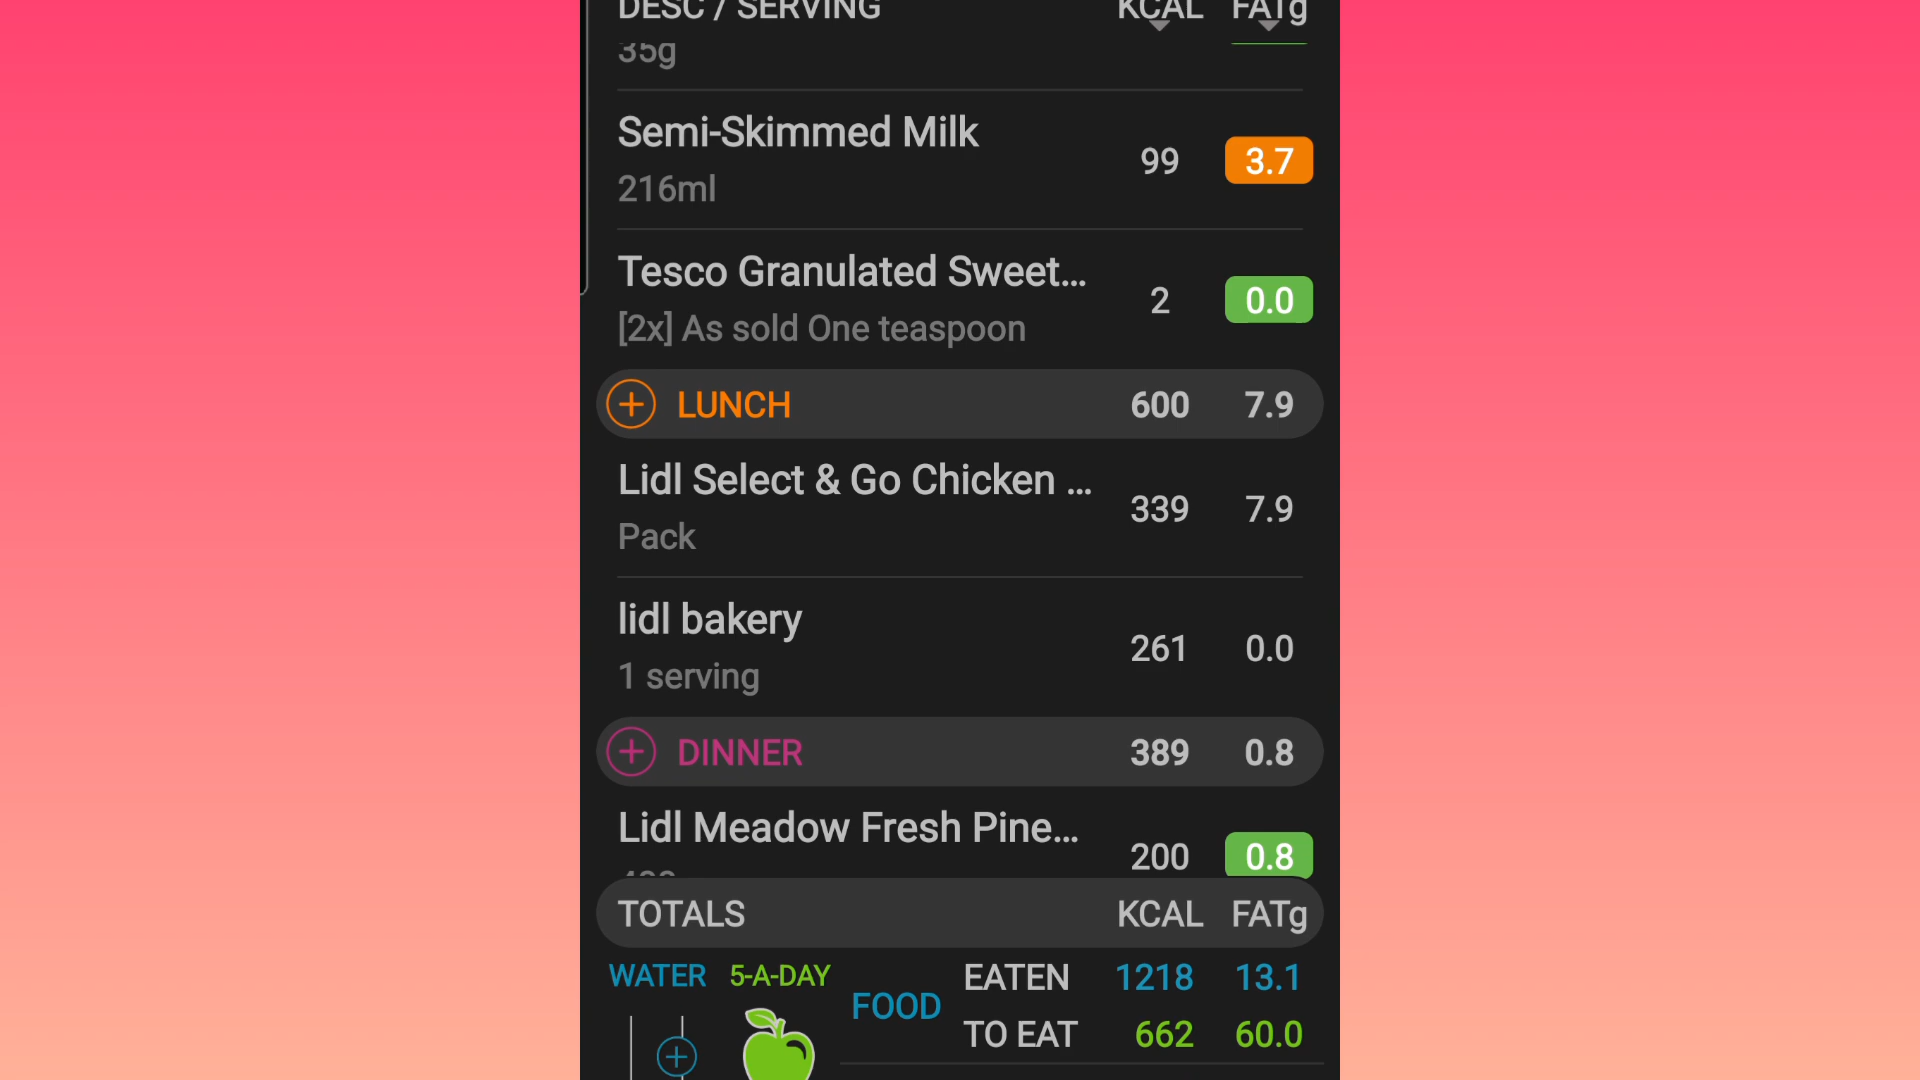 DESC / SERVING KCAL FATg
35g
Semi-Skimmed Milk 99 3.7
216ml
Tesco Granulated Sweet... 2 0.0
[2x] As sold One teaspoon
LUNCH 600 7.9
Lidl Select & Go Chicken ... 339 7.9
Pack
lidl bakery 261 0.0
1 serving
DINNER 389 0.8
Lidl Meadow Fresh Pine... 200 0.8
TOTALS KCAL FATg
WATER 5-A-DAY FOOD EATEN 1218 13.1
TO EAT 662 60.0